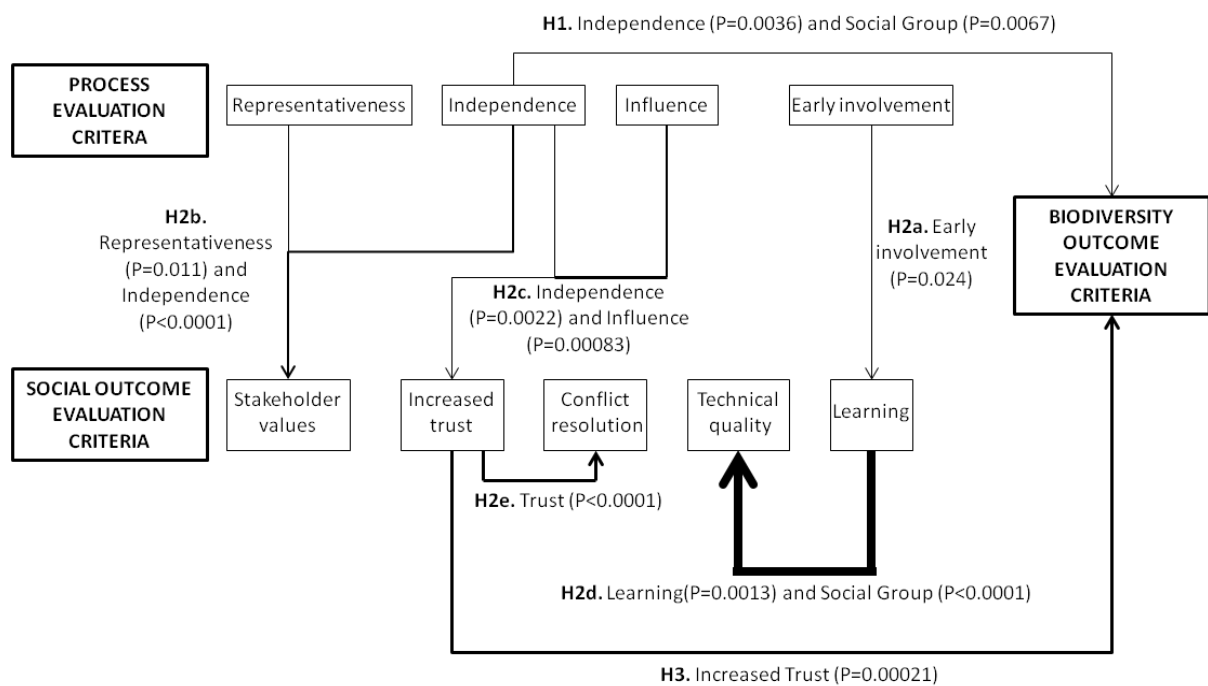 H1. Independence (P=0.0036) and Social Group (P=0.0067)
PROCESS
EVALUATION
CRITERA
Representativeness
Independence
Influence
Early involvement
H2b.
Representativeness
(P=0.011) and
Independence
(P<0.0001)
H2c. Independence
(P=0.0022) and Influence
(P=0.00083)
H2a. Early
involvement
(P=0.024)
BIODIVERSITY
OUTCOME
EVALUATION
CRITERIA
SOCIAL OUTCOME
EVALUATION
CRITERIA
Stakeholder
values
Increased
trust
Conflict
resolution
Technical
quality
Learning
H2e. Trust (P<0.0001)
H2d. Learning(P=0.0013) and Social Group (P<0.0001)
H3. Increased Trust (P=0.00021)